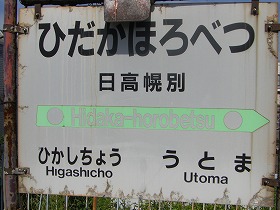 ひだかほろべつ
日高幌別
Hidaka-horobetsu
ひがしちょう うとま
Higashicho Utoma